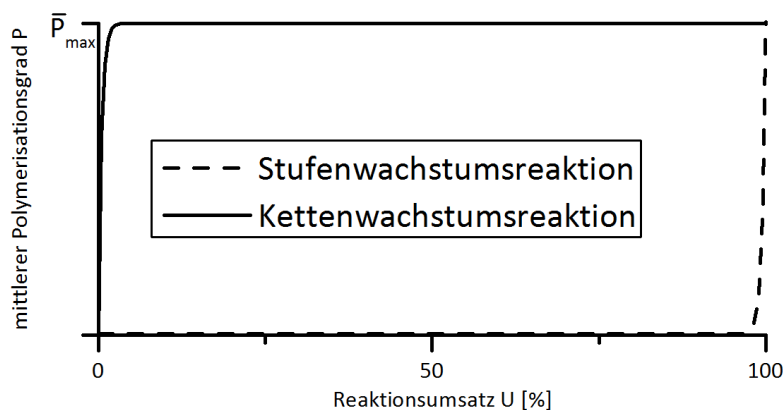 P̄max
mittlerer Polymerisationsgrad P
Stufenwachstumsreaktion
Kettenwachstumsreaktion
0
50
100
Reaktionsumsatz U [%]